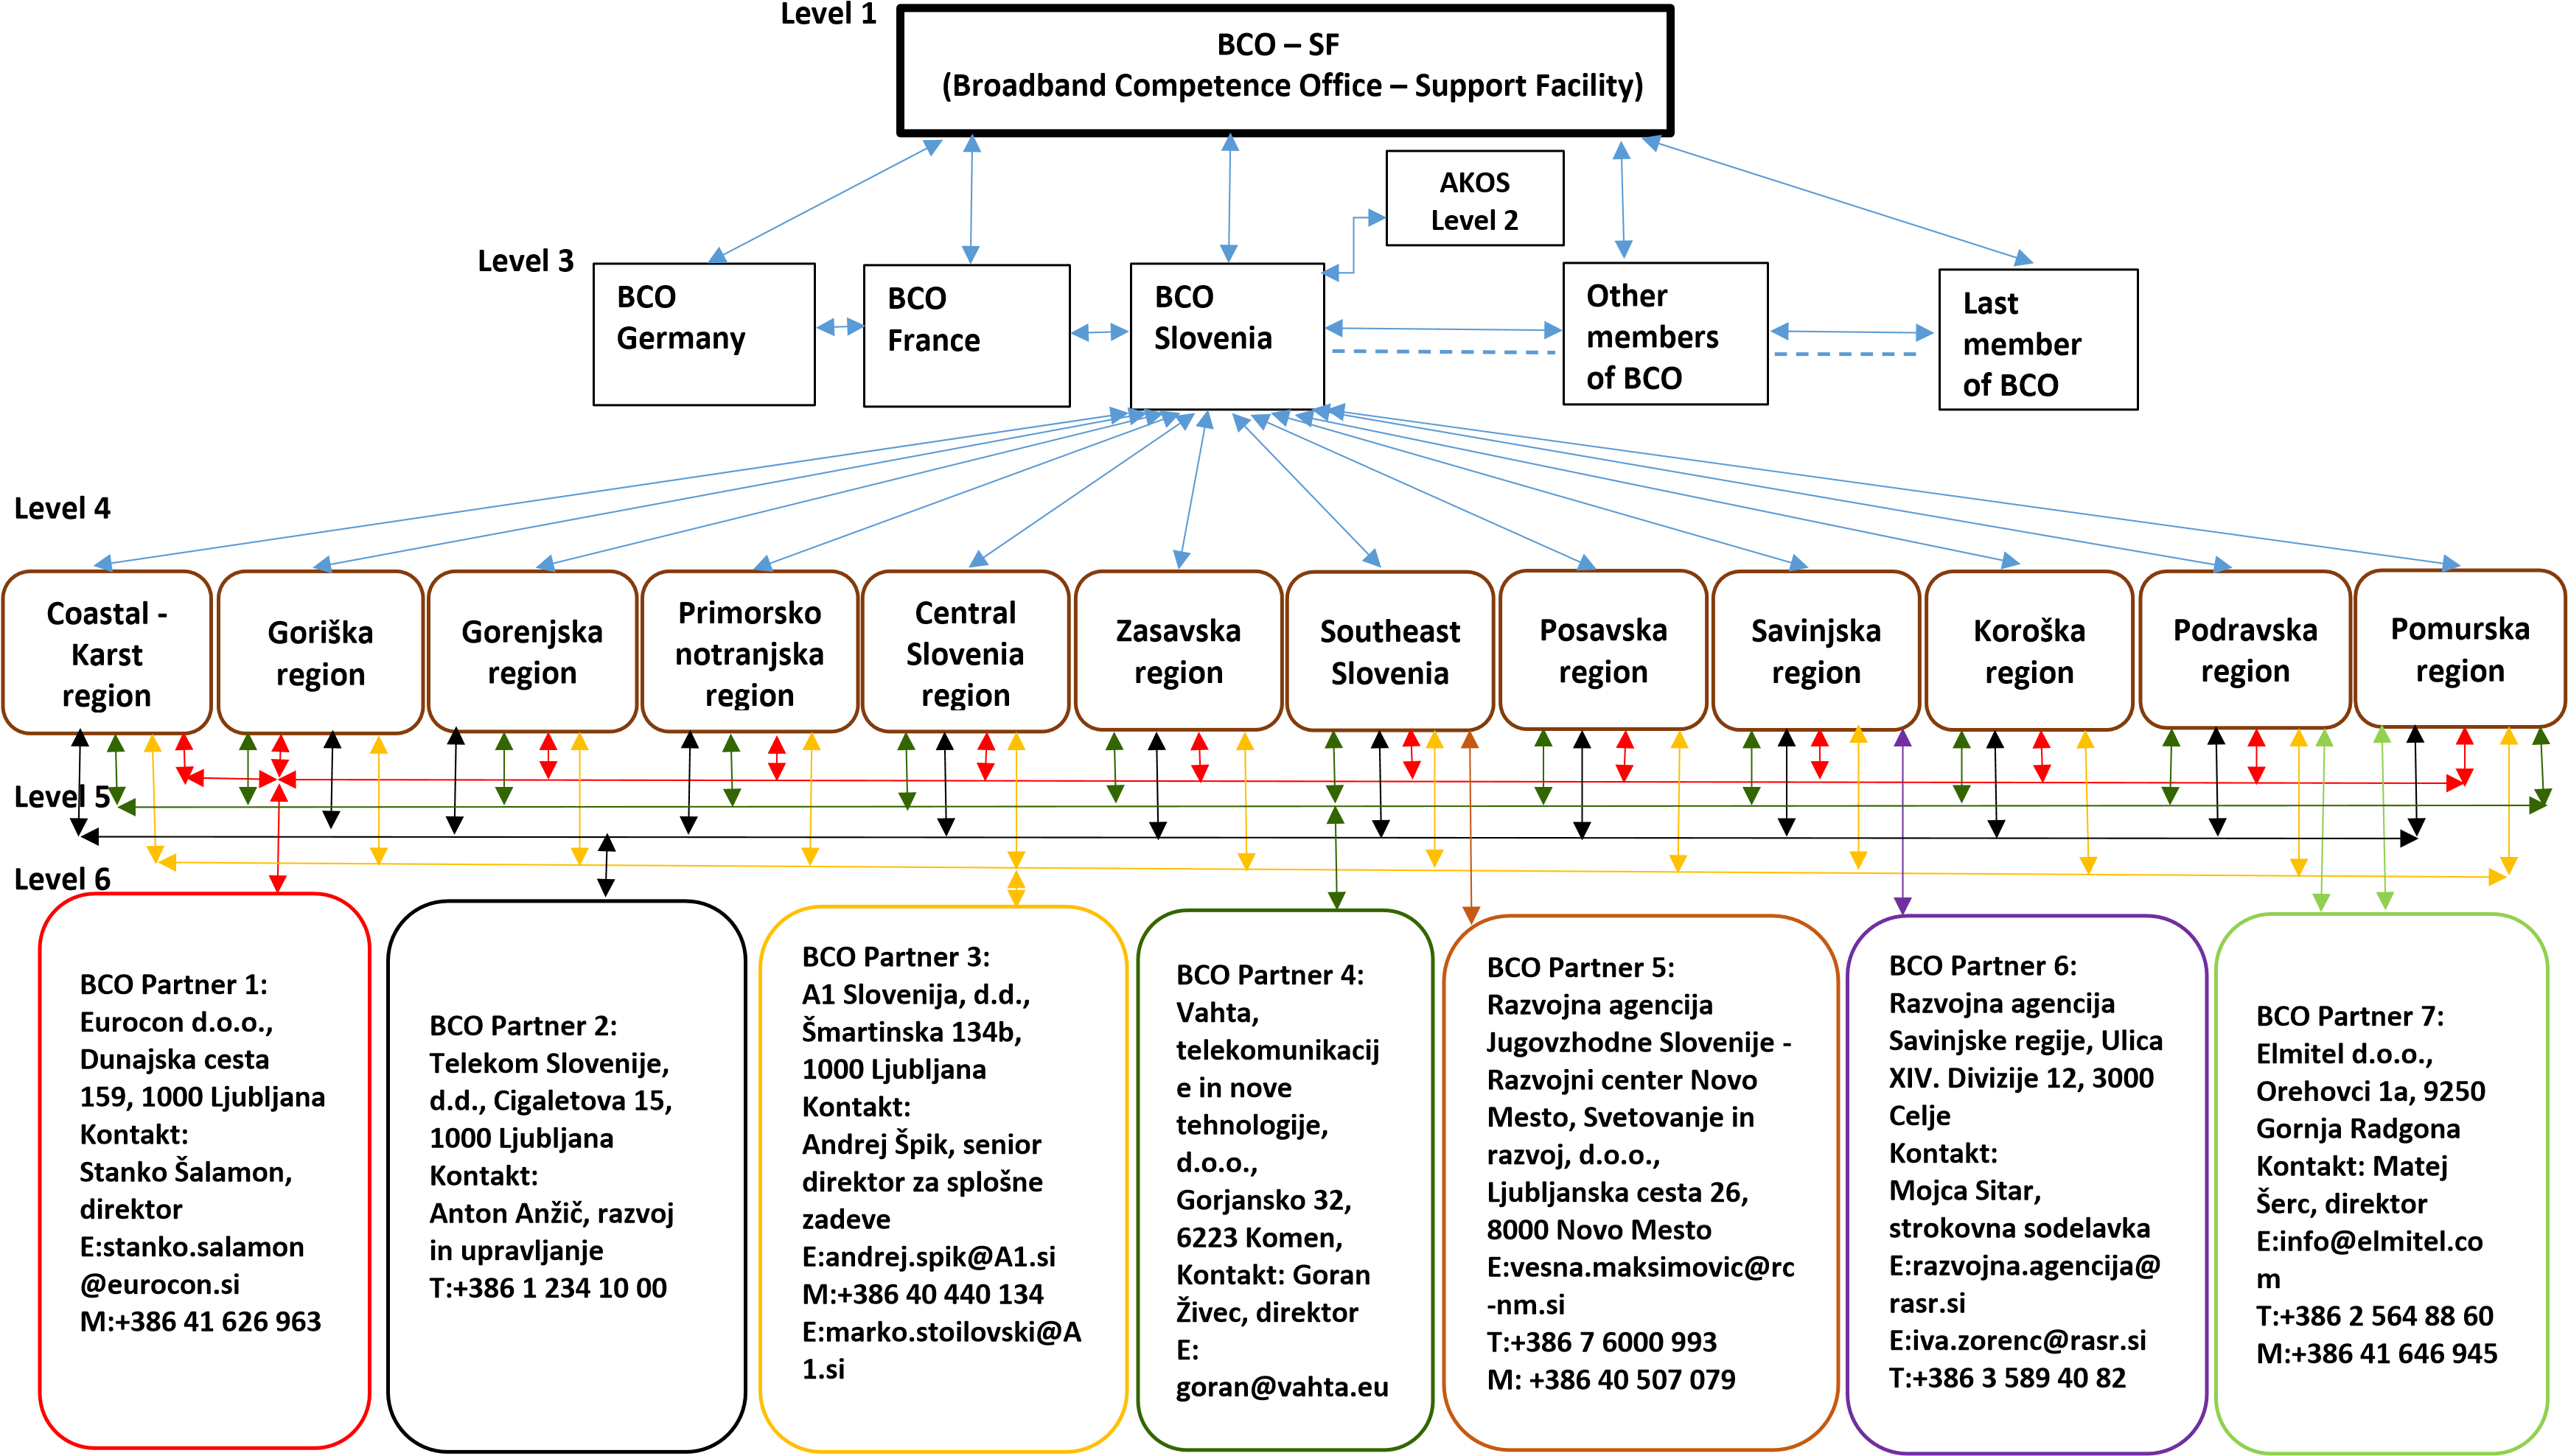 Level 1
BCO – SF
(Broadband Competence Office – Support Facility)
AKOS
Level 2
Level 3
BCO
Germany
BCO
France
BCO
Slovenia
Other
members
of BCO
Last
member
of BCO
Level 4
Coastal -
Karst
region
Goriška
region
Gorenjska
region
Primorsko
notranjska
region
Central
Slovenia
region
Zasavska
region
Southeast
Slovenia
Posavska
region
Savinjska
region
Koroška
region
Podravska
region
Pomurska
region
Level 5
Level 6
BCO Partner 1:
Eurocon d.o.o.,
Dunajska cesta
159, 1000 Ljubljana
Kontakt:
Stanko Šalamon,
direktor
E:stanko.salamon
@eurocon.si
M:+386 41 626 963
BCO Partner 2:
Telekom Slovenije,
d.d., Cigaletova 15,
1000 Ljubljana
Kontakt:
Anton Anžič, razvoj
in upravljanje
T:+386 1 234 10 00
BCO Partner 3:
A1 Slovenija, d.d.,
Šmartinska 134b,
1000 Ljubljana
Kontakt:
Andrej Špik, senior
direktor za splošne
zadeve
E:andrej.spik@A1.si
M:+386 40 440 134
E:marko.stoilovski@A
1.si
BCO Partner 4:
Vahta,
telekomunikacij
e in nove
tehnologije,
d.o.o.,
Gorjansko 32,
6223 Komen,
Kontakt: Goran
Živec, direktor
E:
goran@vahta.eu
BCO Partner 5:
Razvojna agencija
Jugovzhodne Slovenije -
Razvojni center Novo
Mesto, Svetovanje in
razvoj, d.o.o.,
Ljubljanska cesta 26,
8000 Novo Mesto
E:vesna.maksimovic@rc
-nm.si
T:+386 7 6000 993
M: +386 40 507 079
BCO Partner 6:
Razvojna agencija
Savinjske regije, Ulica
XIV. Divizije 12, 3000
Celje
Kontakt:
Mojca Sitar,
strokovna sodelavka
E:razvojna.agencija@
rasr.si
E:iva.zorenc@rasr.si
T:+386 3 589 40 82
BCO Partner 7:
Elmitel d.o.o.,
Orehovci 1a, 9250
Gornja Radgona
Kontakt: Matej
Šerc, direktor
E:info@elmitel.co
m
T:+386 2 564 88 60
M:+386 41 646 945